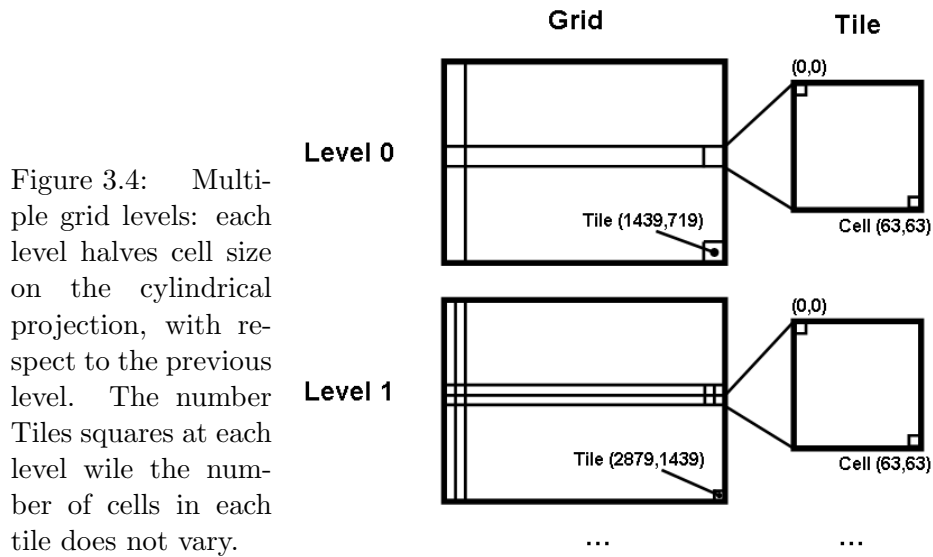 Grid
Tile
(0,0)
Level 0
Tile (1439,719)
Cell (63,63)
(0,0)
Level 1
Tile (2879,1439)
Cell (63,63)
...
...
Figure 3.4: Multi-
ple grid levels: each
level halves cell size
on the cylindrical
projection, with re-
spect to the previous
level. The number
Tiles squares at each
level wile the num-
ber of cells in each
tile does not vary.